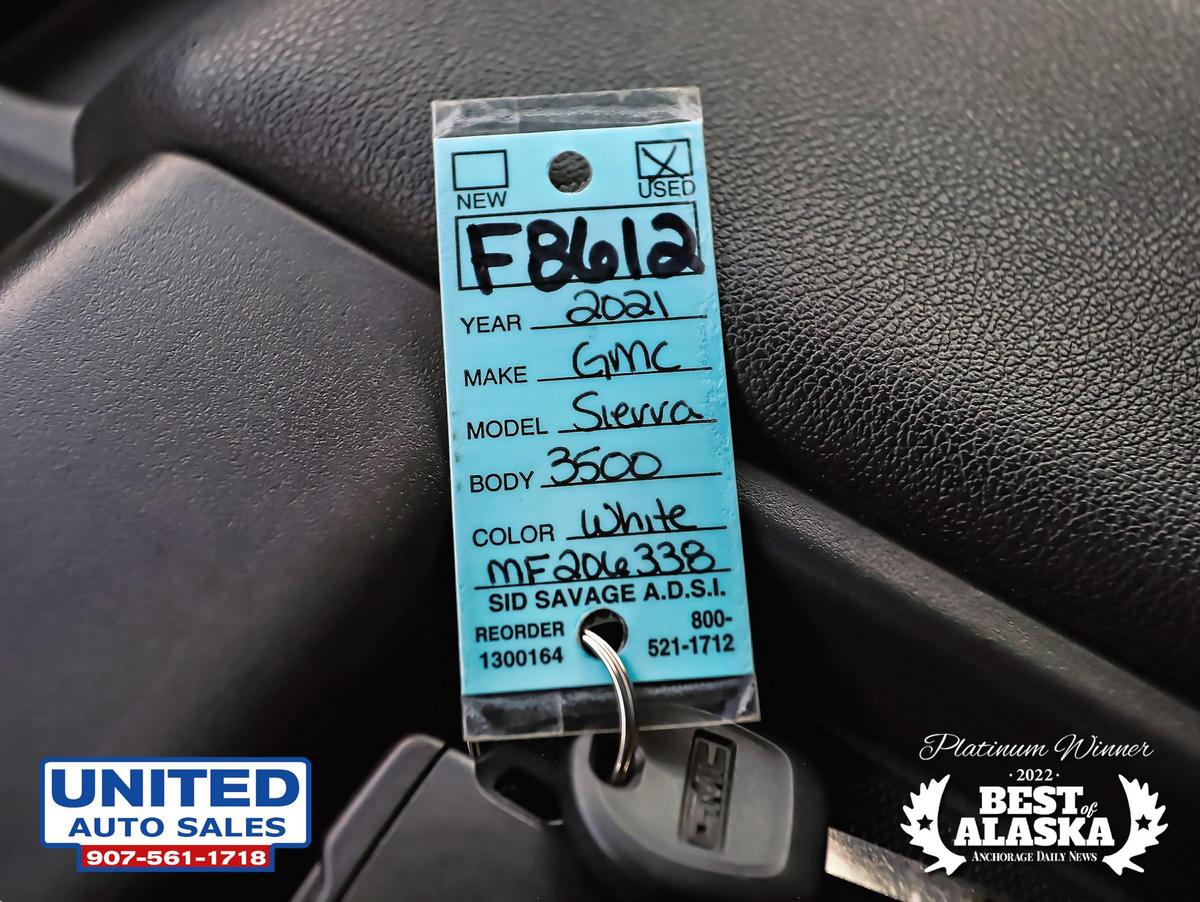 NEW USED
F8612
YEAR 2021
MAKE GMC
MODEL Sierra
BODY 3500
COLOR White
MF206338
SID SAVAGE A.D.S.I.
REORDER 800-
1300164 521-1712
GMC
UNITED
AUTO SALES
907-561-1718
Platinum Winner
·2022·
BEST of
ALASKA
ANCHORAGE DAILY NEWS